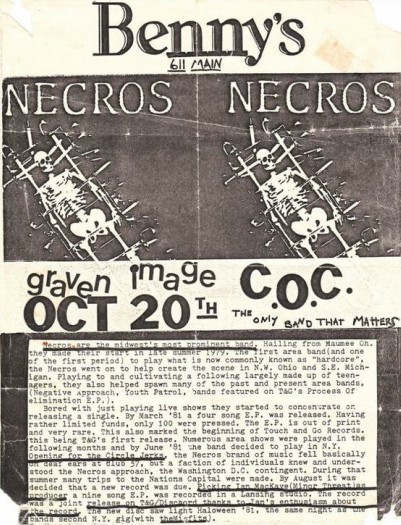 Benny's
611 MAIN
NECROS NECROS
graven image C.O.C.
OCT 20TH THE ONLY BAND THAT MATTERS
Necros are the midwest's most prominent band. Hailing from Maumee Oh.
they made their start in late summer 1979. The first area band(and one
of the first period) to play what is now commonly known as "hardcore",
the Necros went on to help create the scene in N.W. Ohio and S.E. Mich-
igan. Playing to and cultivating a following largely made up of teen-
agers, they also helped spawn many of the past and present area bands,
(Negative Approach, Youth Patrol, bands featured on T&G's Process Of
elimination E.P.).
Bored with just playing live shows they started to concentrate on
releasing a single. By March '81 a four song E.P. was released. Having
rather limited funds, only 100 were pressed. The E.P. is out of print
and very rare. This also marked the beginning of Touch and Go Records,
this being T&G's first release. Numerous area shows were played in the
following months and by June '81 the band decided to play in N.Y.
Opening for the Circle Jerks, the Necros brand of music fell basically
on deaf ears at Club 57, but a faction of individuals knew and under-
stood the Necros approach, the Washington D.C. contingent. During that
summer many trips to the Nations Capital were made. By August it was
decided that a new record was due. Picking Ian MacKaye(Minor Threat)as
producer a nine song E.P. was recorded in a Lansing studio. The record
was a joint release on T&G/Dischord thanks to Ian's enthusiasm about
the record. The new disc saw light Haloween '81, the same night as the
bands second N.Y. gig(with the Misfits).